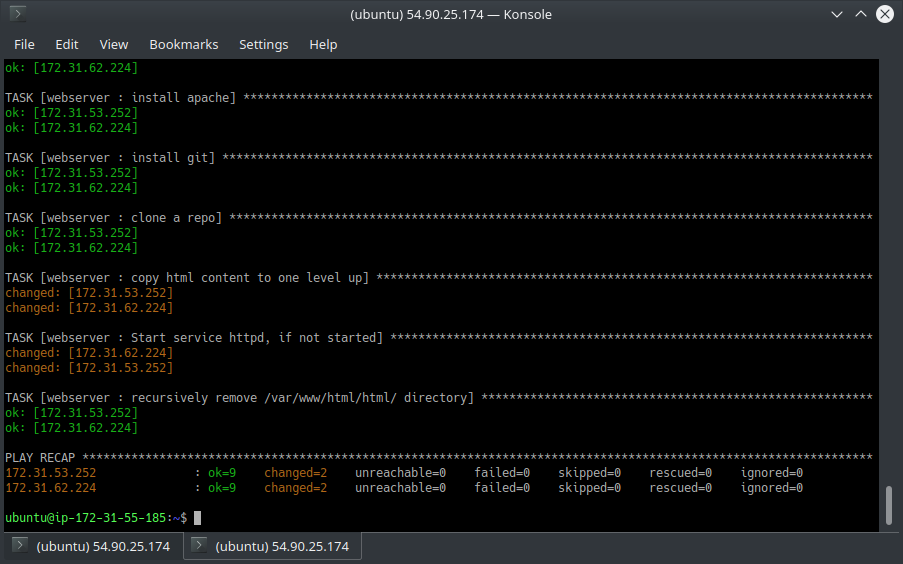 (ubuntu) 54.90.25.174 — Konsole
File Edit View Bookmarks Settings Help
ok: [172.31.62.224]
TASK [webserver : install apache] ******************************************************************************************
ok: [172.31.53.252]
ok: [172.31.62.224]
TASK [webserver : install git] *********************************************************************************************
ok: [172.31.53.252]
ok: [172.31.62.224]
TASK [webserver : clone a repo] ********************************************************************************************
ok: [172.31.53.252]
ok: [172.31.62.224]
TASK [webserver : copy html content to one level up] ***********************************************************************
changed: [172.31.53.252]
changed: [172.31.62.224]
TASK [webserver : Start service httpd, if not started] *********************************************************************
changed: [172.31.62.224]
changed: [172.31.53.252]
TASK [webserver : recursively remove /var/www/html/html/ directory] ********************************************************
ok: [172.31.53.252]
ok: [172.31.62.224]
PLAY RECAP *****************************************************************************************************************
172.31.53.252              : ok=9    changed=2    unreachable=0    failed=0    skipped=0    rescued=0    ignored=0
172.31.62.224              : ok=9    changed=2    unreachable=0    failed=0    skipped=0    rescued=0    ignored=0
ubuntu@ip-172-31-55-185:~$
(ubuntu) 54.90.25.174 (ubuntu) 54.90.25.174